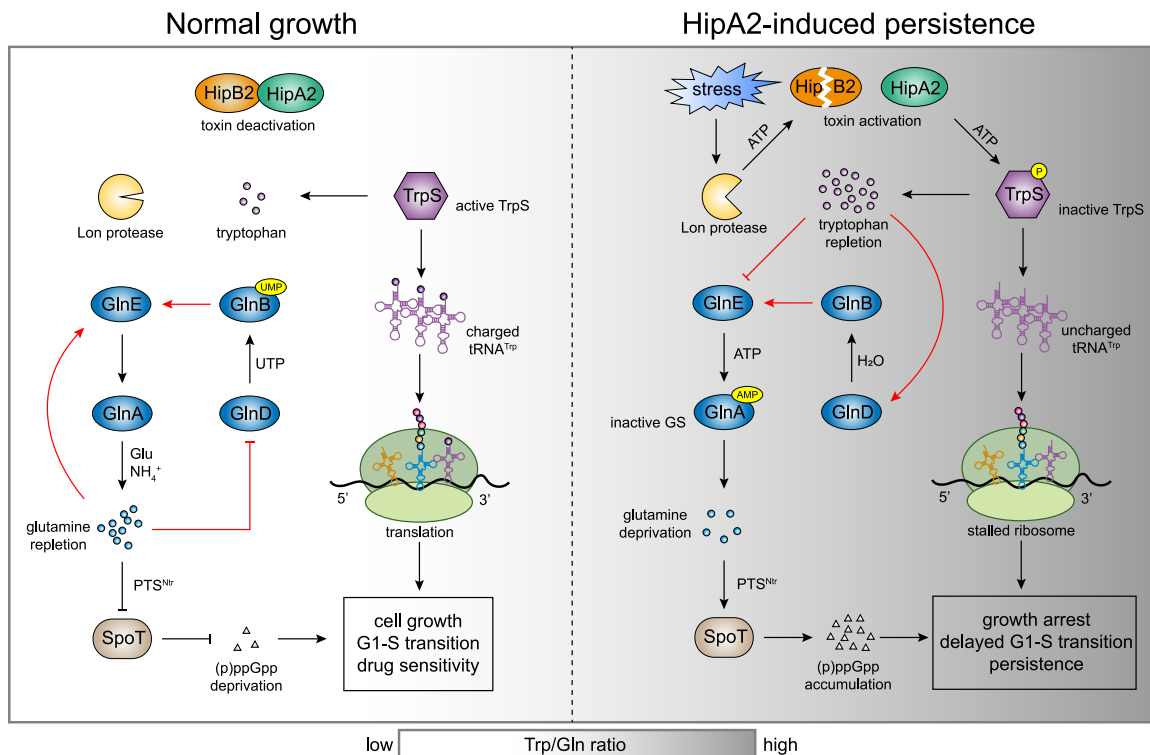 Normal growth
HipB2
HipA2
toxin deactivation
Lon protease
tryptophan
TrpS
active TrpS
GlnE
GlnB
UMP
charged
tRNAᵀʳᵖ
UTP
GlnA
GlnD
Glu
NH₄⁺
glutamine
repletion
5’
3’
translation
PTSᴺᵗʳ
SpoT
(p)ppGpp
deprivation
cell growth
G1-S transition
drug sensitivity
HipA2-induced persistence
stress
HipB2
HipA2
toxin activation
ATP
ATP
P
TrpS
inactive TrpS
Lon protease
tryptophan
repletion
GlnE
GlnB
uncharged
tRNAᵀʳᵖ
ATP
H₂O
AMP
inactive GS
GlnA
GlnD
glutamine
deprivation
5’
3’
stalled ribosome
PTSᴺᵗʳ
SpoT
(p)ppGpp
accumulation
growth arrest
delayed G1-S transition
persistence
low
Trp/Gln ratio
high